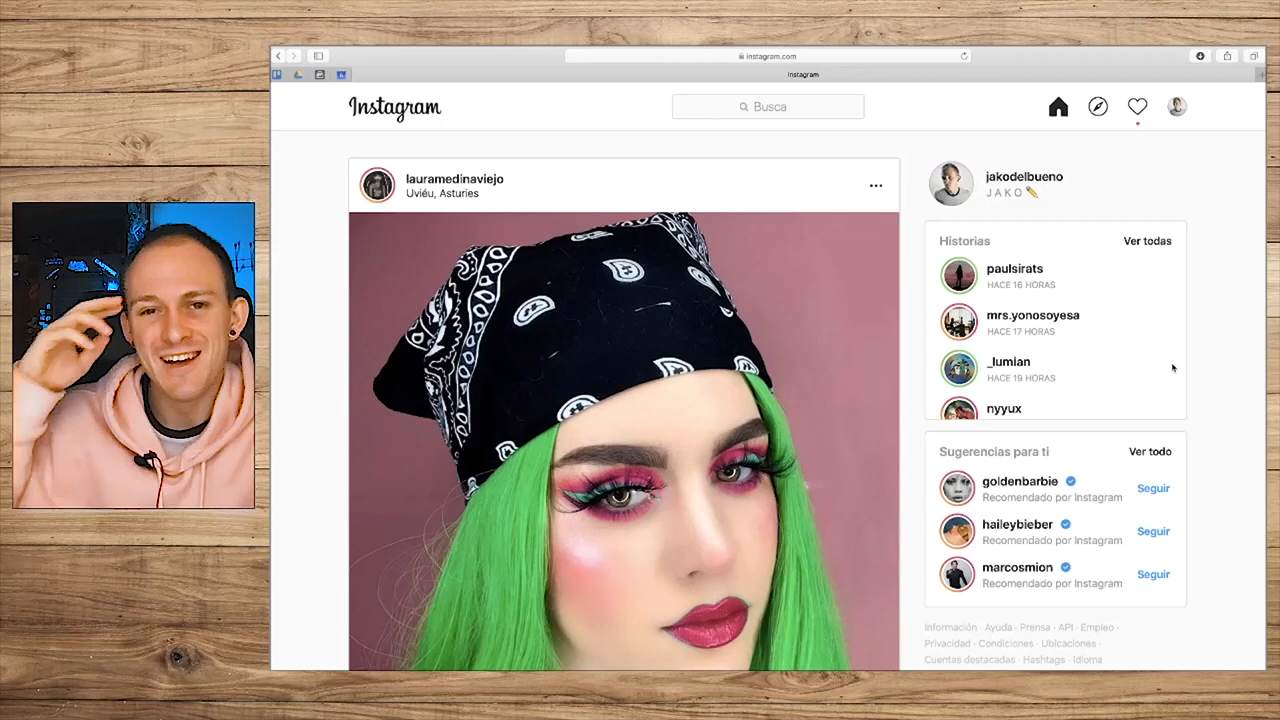 instagram.com
Instagram
Instagram
Busca
lauramedinaviejo
Uviéu, Asturies
jakodelbueno
J A K O ✏️
Historias
Ver todas
paulsirats
HACE 16 HORAS
mrs.yonosoyesa
HACE 17 HORAS
_lumian
HACE 19 HORAS
nyyux
Sugerencias para ti
Ver todo
goldenbarbie
Recomendado por Instagram
Seguir
haileybieber
Recomendado por Instagram
Seguir
marcosmion
Recomendado por Instagram
Seguir
Información · Ayuda · Prensa · API · Empleo ·
Privacidad · Condiciones · Ubicaciones ·
Cuentas destacadas · Hashtags · Idioma